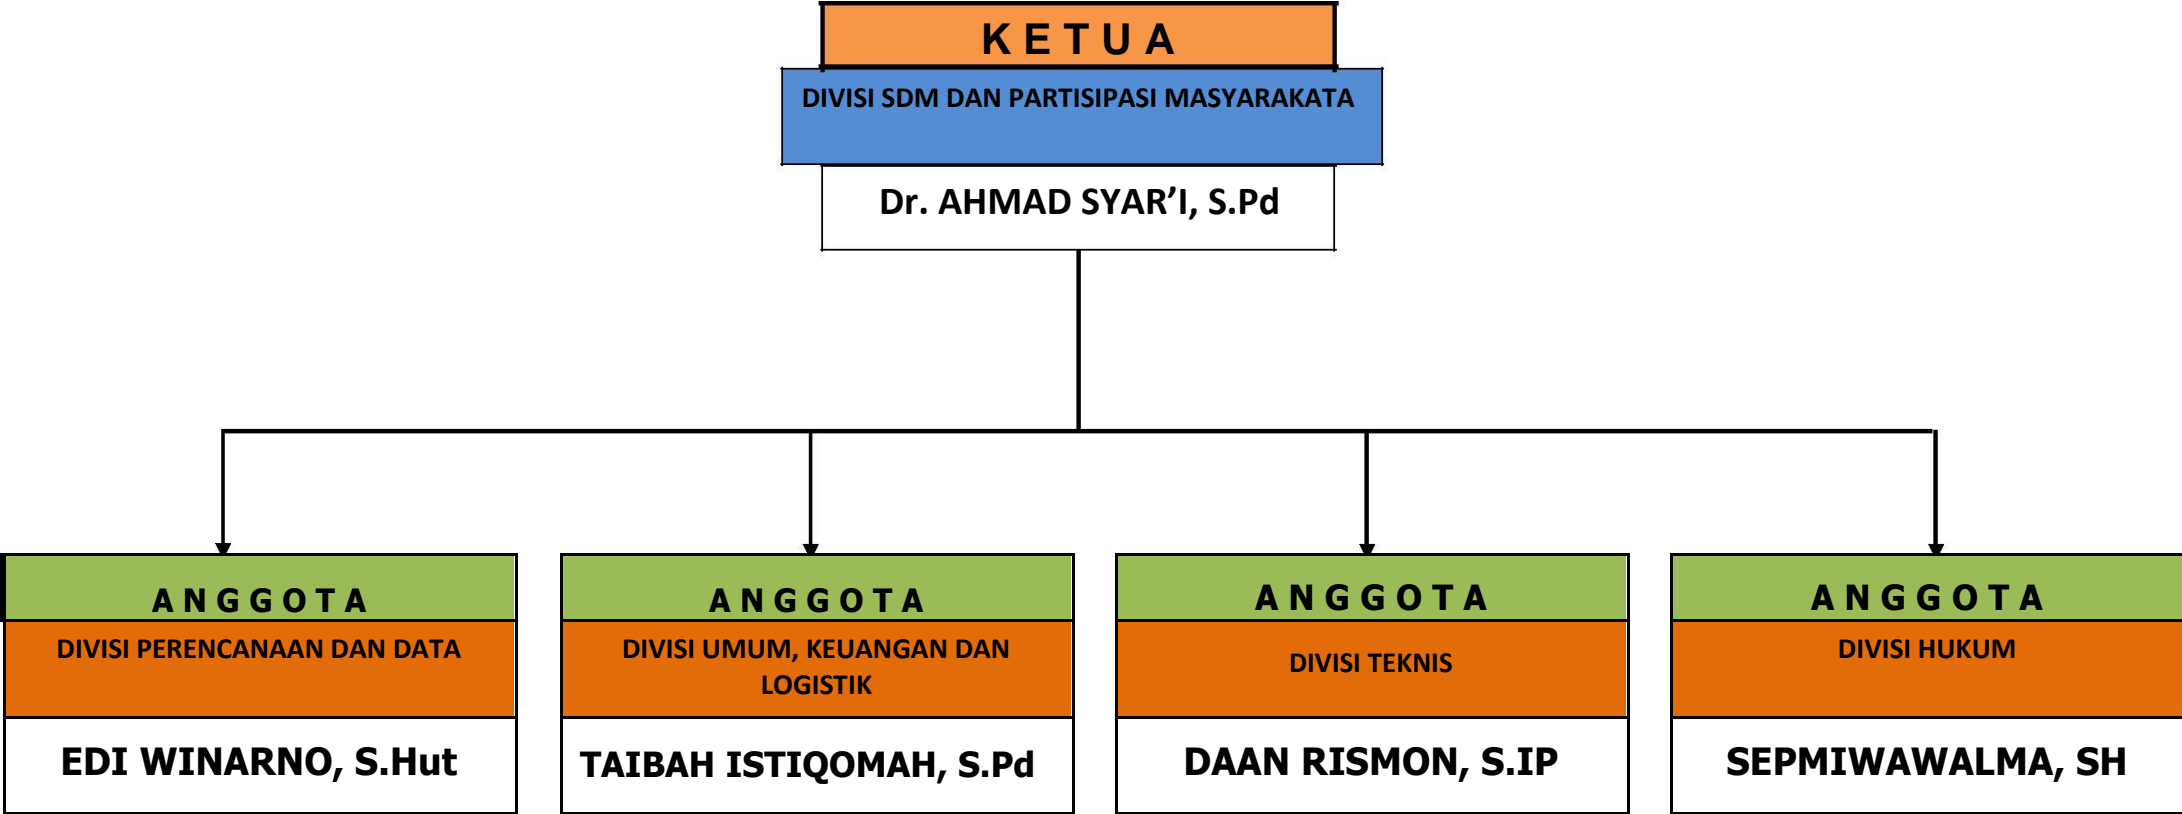 K E T U A
DIVISI SDM DAN PARTISIPASI MASYARAKATA
Dr. AHMAD SYAR’I, S.Pd
A N G G O T A
DIVISI PERENCANAAN DAN DATA
EDI WINARNO, S.Hut
A N G G O T A
DIVISI UMUM, KEUANGAN DAN
LOGISTIK
TAIBAH ISTIQOMAH, S.Pd
A N G G O T A
DIVISI TEKNIS
DAAN RISMON, S.IP
A N G G O T A
DIVISI HUKUM
SEPMIWAWALMA, SH